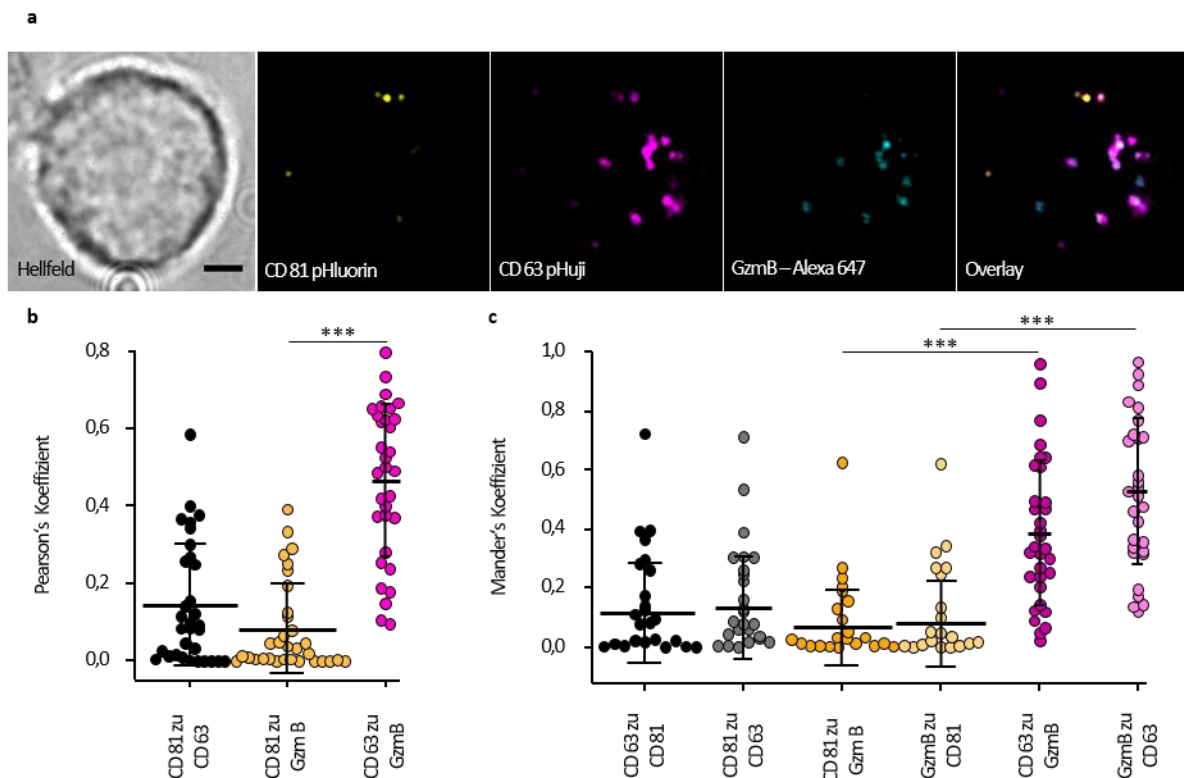 a
Hellfeld
CD 81 pHluorin
CD 63 pHuji
GzmB – Alexa 647
Overlay
b
***
0,8
0,6
0,4
0,2
0,0
Pearson's Koeffizient
CD 81 zu
CD 63
CD 81 zu
Gzm B
CD 63 zu
GzmB
c
***
***
1,0
0,8
0,6
0,4
0,2
0,0
Mander's Koeffizient
CD 63 zu
CD 81
CD 81 zu
CD 63
CD 81 zu
Gzm B
GzmB zu
CD 81
CD 63 zu
GzmB
GzmB zu
CD 63